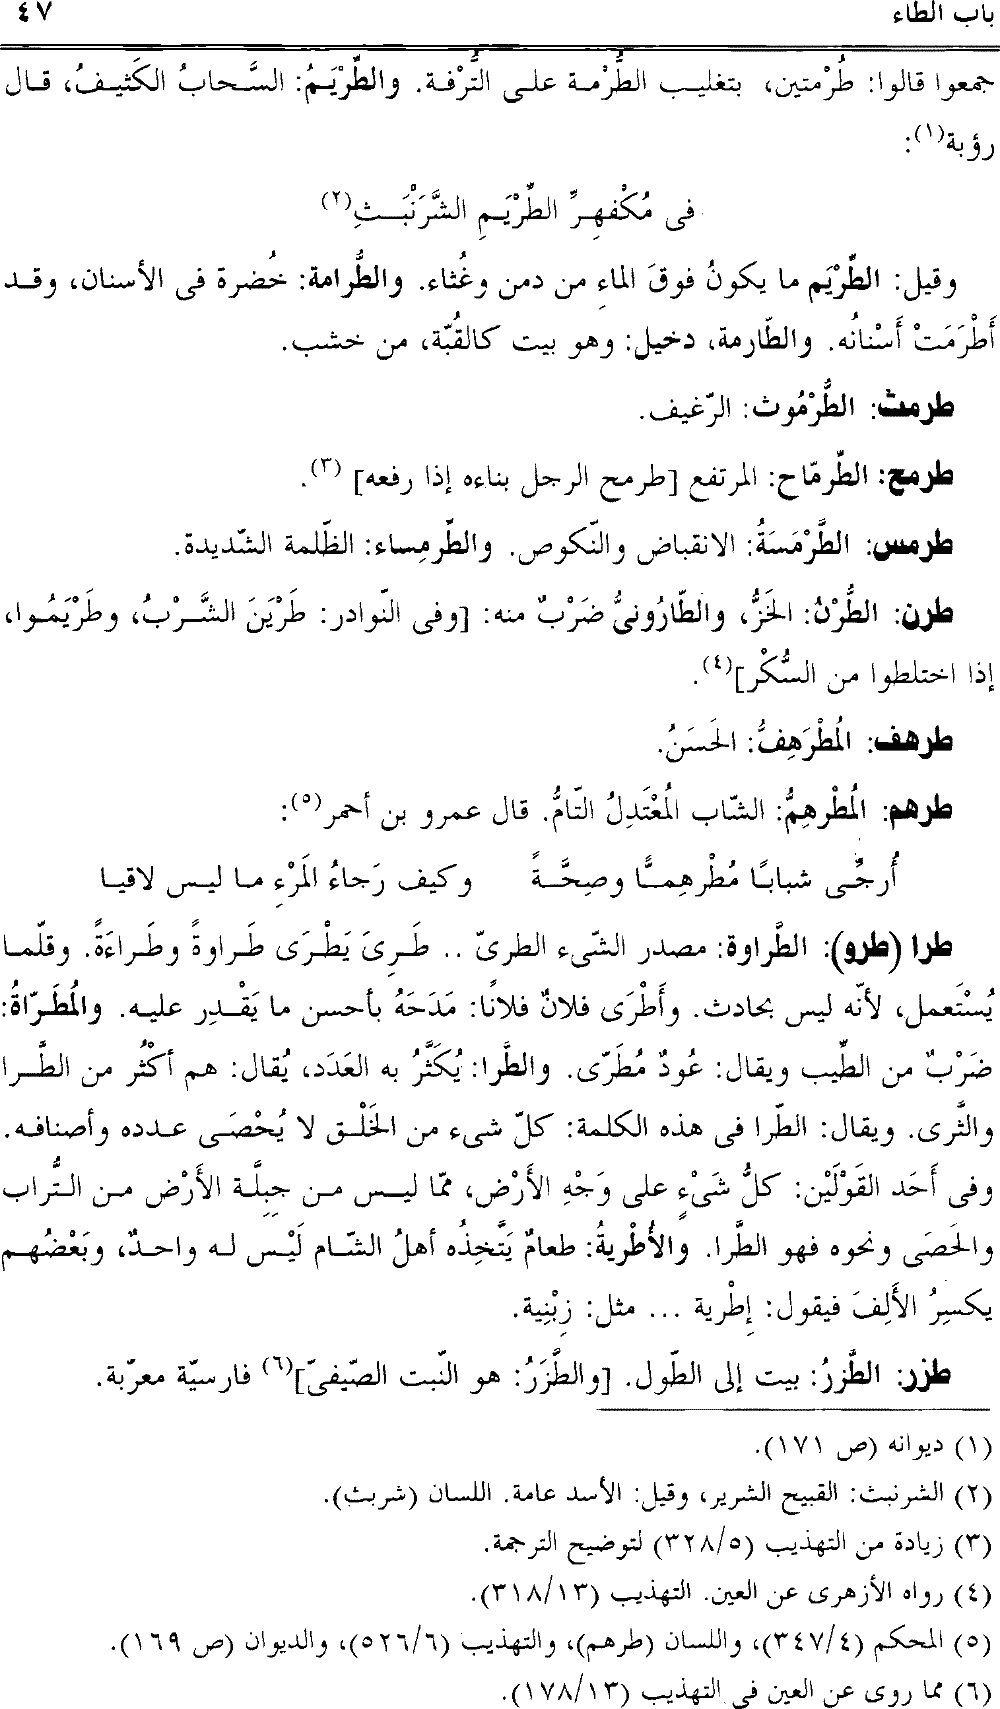 باب الطاء ٤٧
جمعوا قالوا: طُرْمتين، بتغليب الطُّرْمة على التُّرْفة. والطِّرْيَمُ: السَّحابُ الكَثيفُ، قال
رؤبة(١):
فى مُكْفهِرِّ الطِّرْيَمِ الشَّرَنْبَثِ(٢)
وقيل: الطِّرْيَم ما يكونُ فوقَ الماءِ من دمن وغُثاء. والطُّرامة: خُضرة فى الأسنان، وقد
أَطْرَمَتْ أَسْنانُه. والطّارمة، دخيل: وهو بيت كالقُبّة، من خشب.
طرمث: الطُّرْمُوث: الرّغيف.
طرمح: الطّرمّاح: المرتفع [طرمح الرجل بناءه إذا رفعه] (٣).
طرمس: الطَّرْمَسَةُ: الانقباض والنّكوص. والطّرمِساء: الظّلمة الشّديدة.
طرن: الطُّرْنُ: الخَزُّ، والطّارُونىُّ ضَرْبٌ منه: [وفى النّوادر: طَرْيَنَ الشَّرْبُ، وطَرْيَمُوا،
إذا اختلطوا من السُّكْر](٤).
طرهف: المُطْرَهِفُّ: الحَسَنُ.
طرهم: المُطْرهِمُّ: الشّاب المُعْتَدِلُ التّامُّ. قال عمرو بن أحمر(٥):
أُرجِّى شبابًا مُطْرهِمًّا وصِحَّةً وكيف رَجاءُ المَرْءِ ما ليس لاقيا
طرا (طرو): الطَّراوة: مصدر الشّىء الطرىّ .. طَرِىَ يَطْرَى طَراوةً وطَراءَةً. وقلّما
يُسْتَعمل، لأنّه ليس بحادث. وأَطْرَى فلانٌ فلانًا: مَدَحَهُ بأحسن ما يَقْدِر عليه. والمُطَرّاةُ:
ضَرْبٌ من الطِّيب ويقال: عُودٌ مُطَرّى. والطَّرا: يُكَثَّرُ به العَدَد، يُقال: هم أكْثُر من الطَّرا
والثَّرى. ويقال: الطّرا فى هذه الكلمة: كلّ شىء من الخَلْق لا يُحْصَى عدده وأصنافه.
وفى أَحَد القَوْلَيْن: كلُّ شَىْءٍ على وَجْهِ الأَرْض، ممّا ليس من جِبِلَّة الأَرْض من التُّراب
والحَصَى ونحوه فهو الطَّرا. والأُطْريةُ: طعامٌ يَتَّخِذُه أهلُ الشّام لَيْس له واحدٌ، وبَعْضُهم
يكسِرُ الأَلِفَ فيقول: إِطْرية ... مثل: زِبْنِية.
طزر: الطَّزرُ: بيت إلى الطّول. [والطَّزَرُ: هو النّبت الصّيفىّ](٦) فارسيّة معرّبة.
(١) ديوانه (ص ١٧١).
(٢) الشرنبث: القبيح الشرير، وقيل: الأسد عامة. اللسان (شربث).
(٣) زيادة من التهذيب (٣٢٨/٥) لتوضيح الترجمة.
(٤) رواه الأزهرى عن العين. التهذيب (٣١٨/١٣).
(٥) المحكم (٣٤٧/٤)، واللسان (طرهم)، والتهذيب (٥٢٦/٦)، والديوان (ص ١٦٩).
(٦) مما روى عن العين فى التهذيب (١٧٨/١٣).